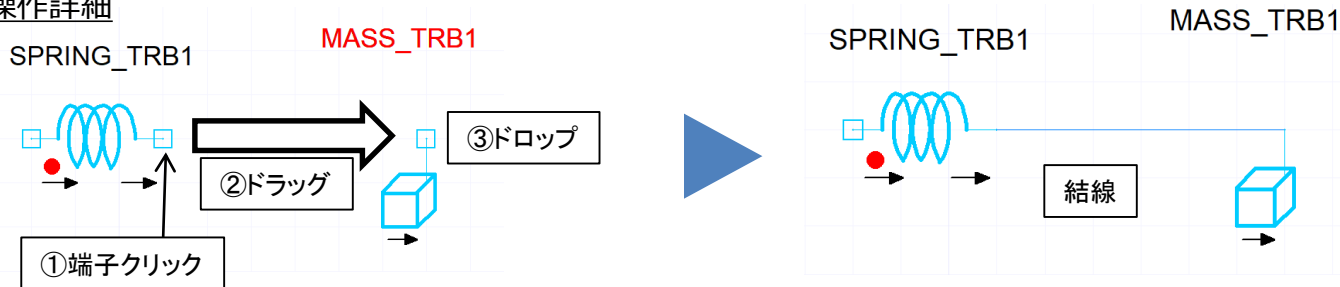 操作詳細
SPRING_TRB1
MASS_TRB1
③ドロップ
②ドラッグ
①端子クリック
SPRING_TRB1
MASS_TRB1
結線